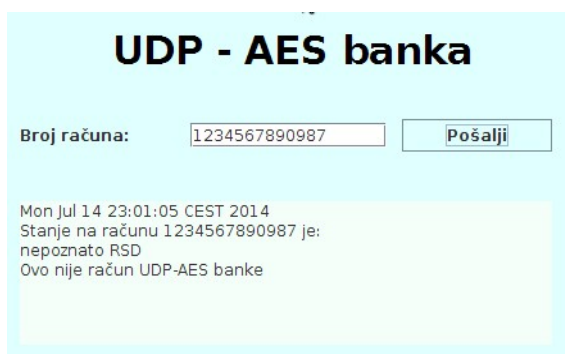 UDP - AES banka
Broj računa: 1234567890987 Pošalji
Mon Jul 14 23:01:05 CEST 2014
Stanje na računu 1234567890987 je:
nepoznato RSD
Ovo nije račun UDP-AES banke